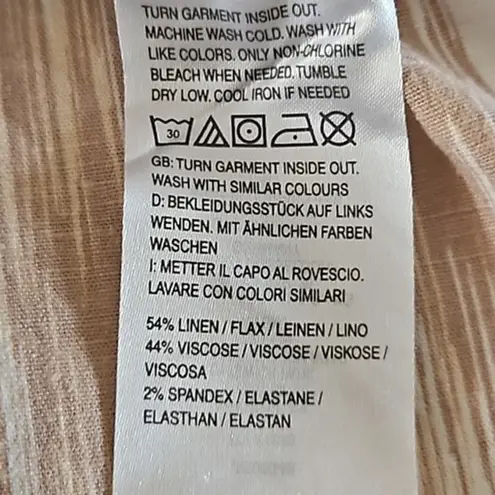 TURN GARMENT INSIDE OUT.
MACHINE WASH COLD. WASH WITH
LIKE COLORS. ONLY NON-CHLORINE
BLEACH WHEN NEEDED. TUMBLE
DRY LOW. COOL IRON IF NEEDED
30
GB: TURN GARMENT INSIDE OUT.
WASH WITH SIMILAR COLOURS
D: BEKLEIDUNGSSTÜCK AUF LINKS
WENDEN. MIT ÄHNLICHEN FARBEN
WASCHEN
I: METTER IL CAPO AL ROVESCIO.
LAVARE CON COLORI SIMILARI
54% LINEN / FLAX / LEINEN / LINO
44% VISCOSE / VISCOSE / VISKOSE /
VISCOSA
2% SPANDEX / ELASTANE /
ELASTHAN / ELASTAN